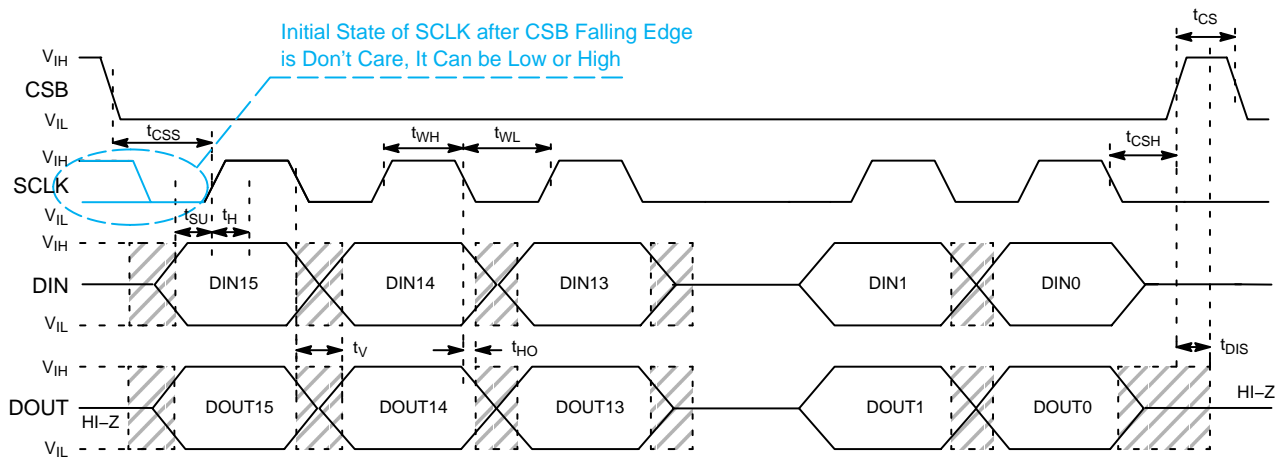 Initial State of SCLK after CSB Falling Edge
is Don't Care, It Can be Low or High
tCS
VIH
CSB
VIL
tCSS
tWH
tWL
tCSH
VIH
SCLK
VIL
tSU
tH
VIH
DIN
DIN15
DIN14
DIN13
DIN1
DIN0
VIL
tV
tHO
tDIS
VIH
DOUT
HI–Z
DOUT15
DOUT14
DOUT13
DOUT1
DOUT0
HI–Z
VIL